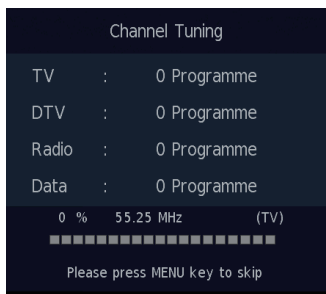 Channel Tuning
TV : 0 Programme
DTV : 0 Programme
Radio : 0 Programme
Data : 0 Programme
0 % 55.25 MHz (TV)
Please press MENU key to skip